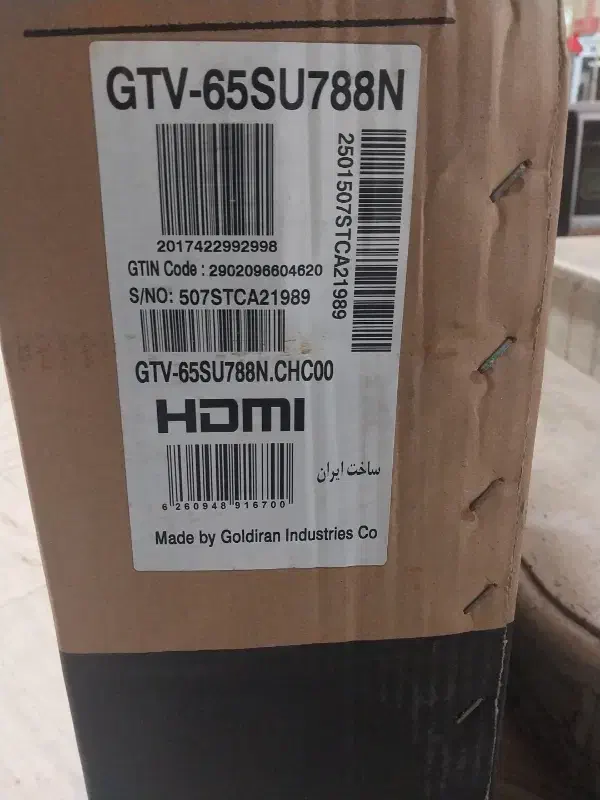 GTV-65SU788N
2017422992998
2501507STCA21989
GTIN Code : 2902096604620
S/NO: 507STCA21989
GTV-65SU788N.CHC00
HDMI
ساخت ایران
6 260948 916700
Made by Goldiran Industries Co